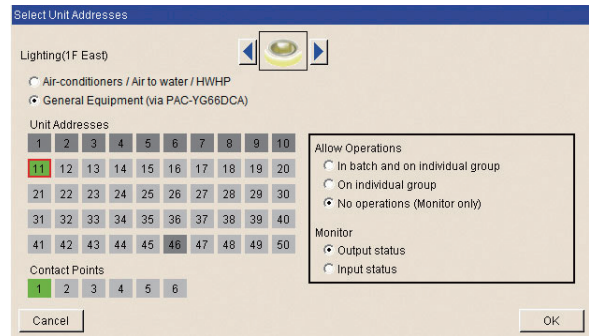 Select Unit Addresses
Lighting(1F East)
Air-conditioners / Air to water / HWHP
General Equipment (via PAC-YG66DCA)
Unit Addresses
1 2 3 4 5 6 7 8 9 10
11 12 13 14 15 16 17 18 19 20
21 22 23 24 25 26 27 28 29 30
31 32 33 34 35 36 37 38 39 40
41 42 43 44 45 46 47 48 49 50
Contact Points
1 2 3 4 5 6
Allow Operations
In batch and on individual group
On individual group
No operations (Monitor only)
Monitor
Output status
Input status
Cancel
OK